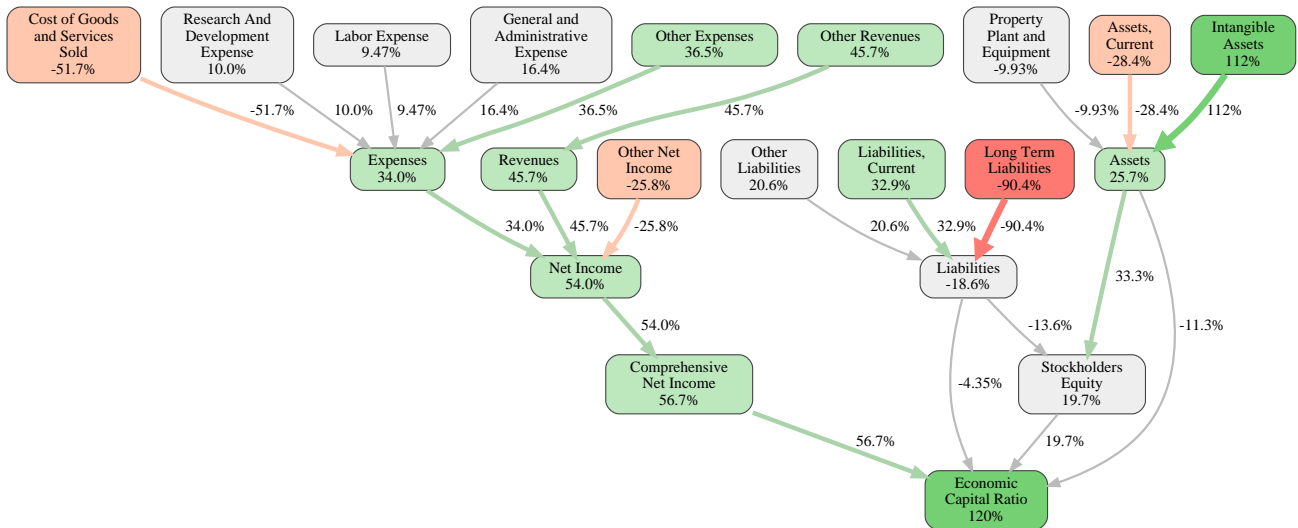 Cost of Goods
and Services
Sold
-51.7%
Research And
Development
Expense
10.0%
Labor Expense
9.47%
General and
Administrative
Expense
16.4%
Other Expenses
36.5%
Other Revenues
45.7%
Property
Plant and
Equipment
-9.93%
Assets,
Current
-28.4%
Intangible
Assets
112%
-51.7%
10.0%
9.47%
16.4%
36.5%
45.7%
-9.93%
-28.4%
112%
Expenses
34.0%
Revenues
45.7%
Other Net
Income
-25.8%
Other
Liabilities
20.6%
Liabilities,
Current
32.9%
Long Term
Liabilities
-90.4%
Assets
25.7%
34.0%
45.7%
-25.8%
20.6%
32.9%
-90.4%
Net Income
54.0%
Liabilities
-18.6%
33.3%
54.0%
-13.6%
-11.3%
Comprehensive
Net Income
56.7%
-4.35%
Stockholders
Equity
19.7%
56.7%
19.7%
Economic
Capital Ratio
120%